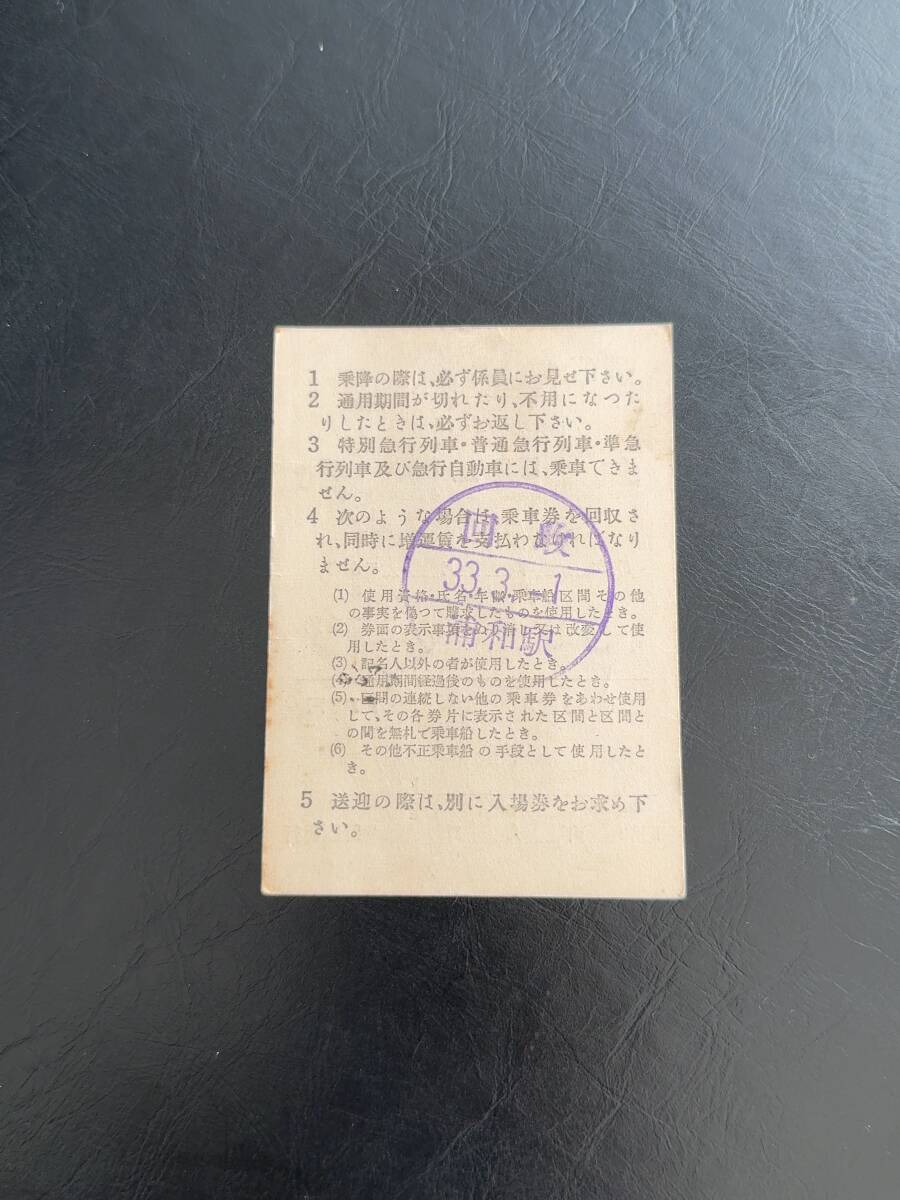 1 乗降の際は、必ず係員にお見せ下さい。
2 通用期間が切れたり、不用になつた
りしたときは、必ずお返し下さい。
3 特別急行列車・普通急行列車・準急
行列車及び急行自動車には、乗車できま
せん。
4 次のような場合は、乗車券を回収さ
れ、同時に増運賃を支払わなければなり
ません。
(1) 使用資格・氏名・年齢・乗車船区間その他
の事実を偽つて購求したものを使用したとき。
(2) 券面の表示事項をぬり消し又は改変して使
用したとき。
(3) 記名人以外の者が使用したとき。
(4) 通用期間経過後のものを使用したとき。
(5) 区間の連続しない他の乗車券をあわせ使用
して、その各券片に表示された区間と区間と
の間を無札で乗車船したとき。
(6) その他不正乗車船の手段として使用したと
き。
5 送迎の際は、別に入場券をお求め下
さい。
回収
33.3.-1
浦和駅